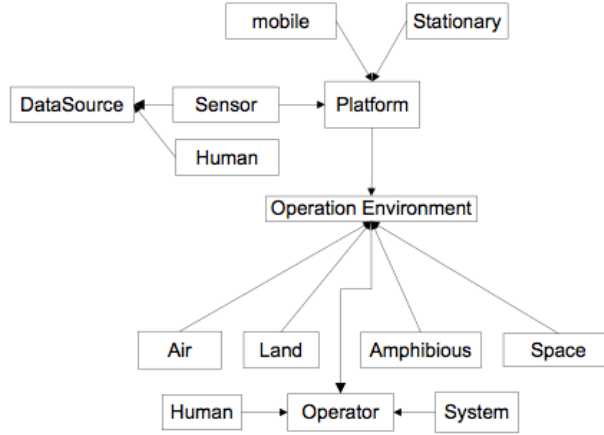 mobile
Stationary
DataSource
Sensor
Platform
Human
Operation Environment
Air
Land
Amphibious
Space
Human
Operator
System